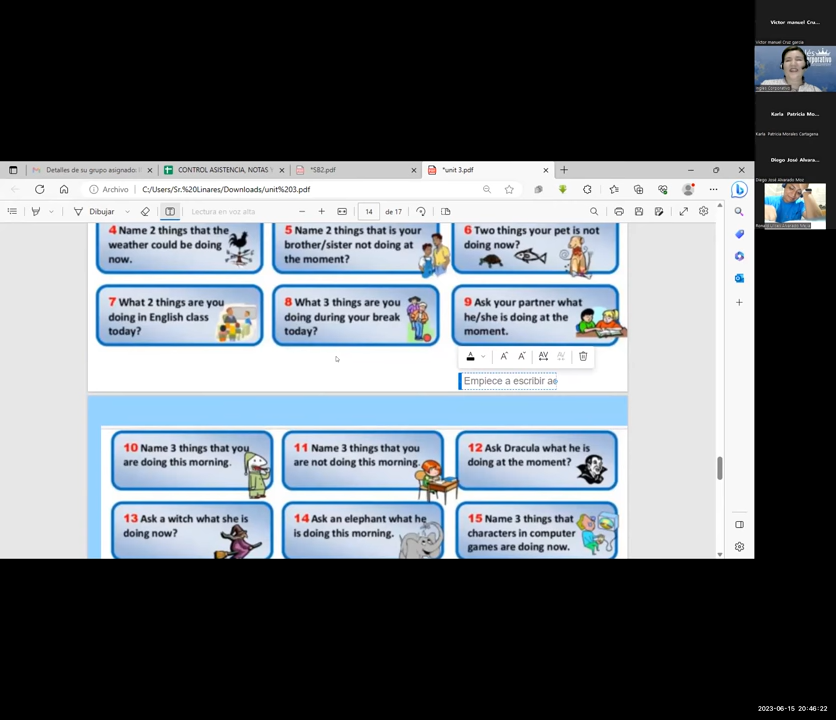 Victor manuel Cru...
Victor manuel Cruz garcia
Inglés Corporativo
Karla Patricia Mo...
Karla Patricia Morales Cartagena
Diego José Alvara...
Diego José Alvarado Moz
Detalles de su grupo asignado:
CONTROL ASISTENCIA, NOTAS
*SB2.pdf
*unit 3.pdf
Archivo
C:/Users/Sr.%20Linares/Downloads/unit%203.pdf
Dibujar
Lectura en voz alta
14 de 17
4 Name 2 things that the
weather could be doing
now.
5 Name 2 things that is your
brother/sister not doing at
the moment?
6 Two things your pet is not
doing now?
7 What 2 things are you
doing in English class
today?
8 What 3 things are you
doing during your break
today?
9 Ask your partner what
he/she is doing at the
moment.
Empiece a escribir
10 Name 3 things that you
are doing this morning.
11 Name 3 things that you
are not doing this morning.
12 Ask Dracula what he is
doing at the moment?
13 Ask a witch what she is
doing now?
14 Ask an elephant what he
is doing this morning.
15 Name 3 things that
characters in computer
games are doing now.
2023-06-15 20:46:22